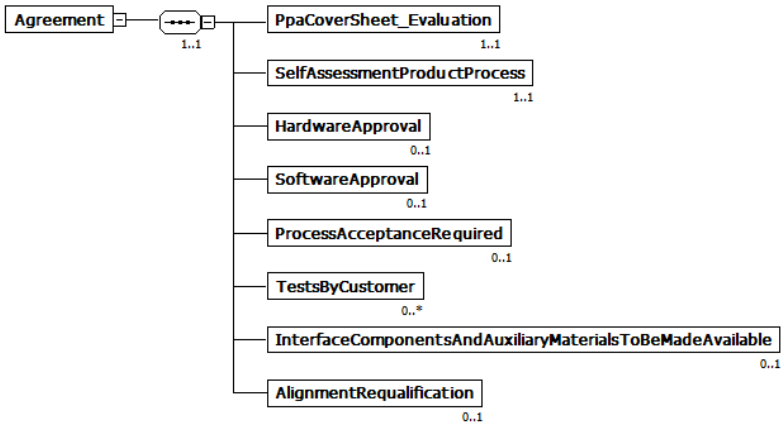 Agreement
1..1
PpaCoverSheet_Evaluation
1..1
SelfAssessmentProductProcess
1..1
HardwareApproval
0..1
SoftwareApproval
0..1
ProcessAcceptanceRequired
0..1
TestsByCustomer
0..*
InterfaceComponentsAndAuxiliaryMaterialsToBeMadeAvailable
0..1
AlignmentRequalification
0..1